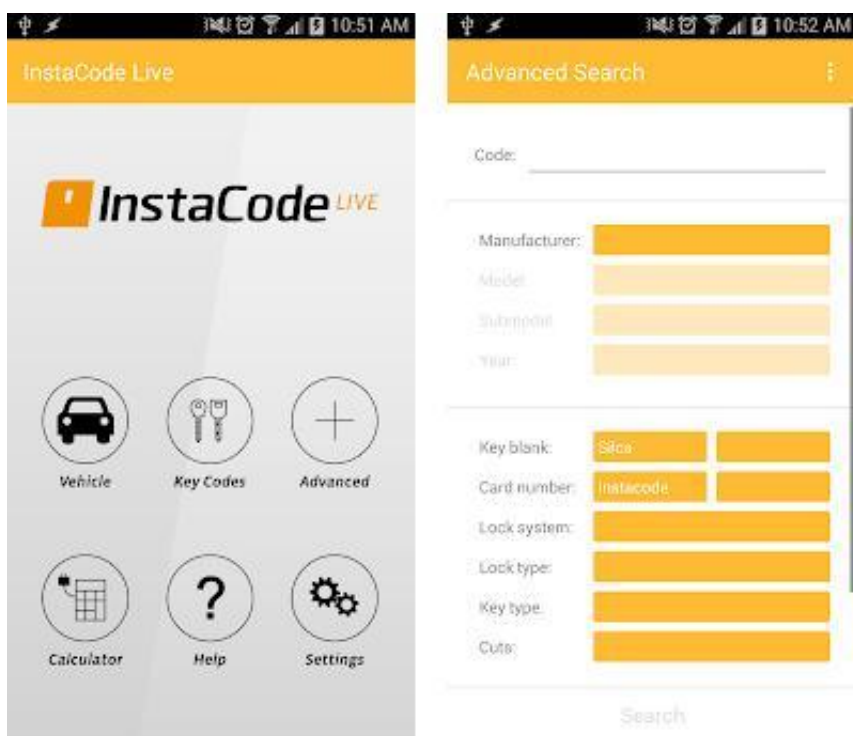 10:51 AM
InstaCode Live
InstaCode LIVE
Vehicle
Key Codes
Advanced
Calculator
Help
Settings
10:52 AM
Advanced Search
Code:
Manufacturer:
Model:
Submodel:
Year:
Key blank: Silca
Card number: Instacode
Lock system:
Lock type:
Key type:
Cuts:
Search